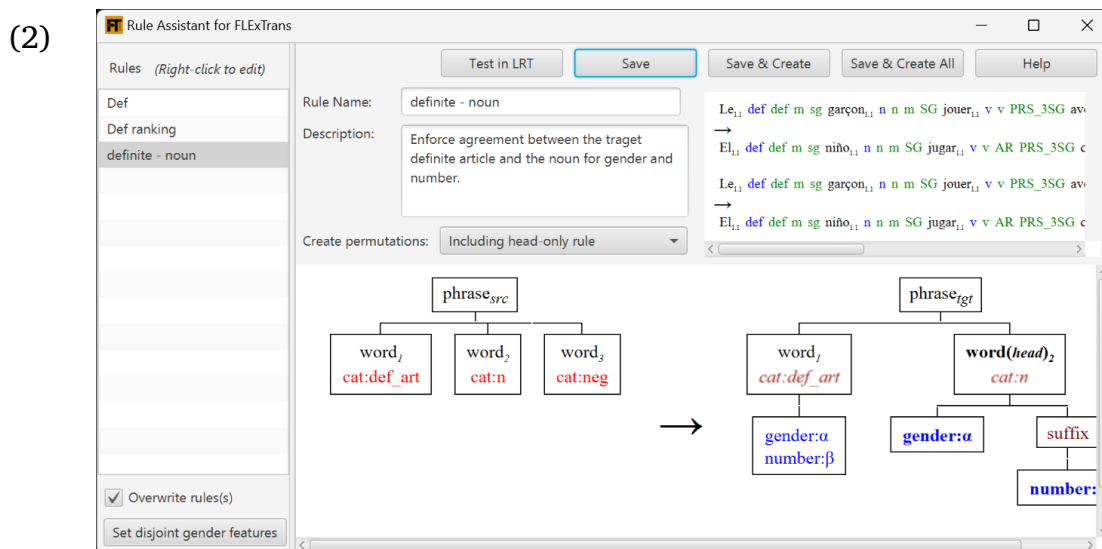 (2)
FT Rule Assistant for FLExTrans
Rules (Right-click to edit)
Test in LRT Save Save & Create Save & Create All Help
Def
Def ranking
definite - noun
Rule Name: definite - noun
Description: Enforce agreement between the traget
definite article and the noun for gender and
number.
Create permutations: Including head-only rule
Le1.1 def def m sg garçon1.1 n n m SG jouer1.1 v v PRS_3SG ave
→
El1.1 def def m sg niño1.1 n n m SG jugar1.1 v v AR PRS_3SG c
Le1.1 def def m sg garçon1.1 n n m SG jouer1.1 v v PRS_3SG ave
→
El1.1 def def m sg niño1.1 n n m SG jugar1.1 v v AR PRS_3SG c
phrasesrc
word1 word2 word3
cat:def_art cat:n cat:neg
→
phrasetgt
word1 word(head)2
cat:def_art cat:n
gender:α gender:α suffix
number:β
number:
Overwrite rules(s)
Set disjoint gender features